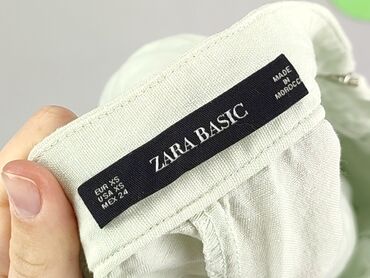 ZARA BASIC
EUR XS
USA XS
MEX 24
MADE
IN
MOROCCO